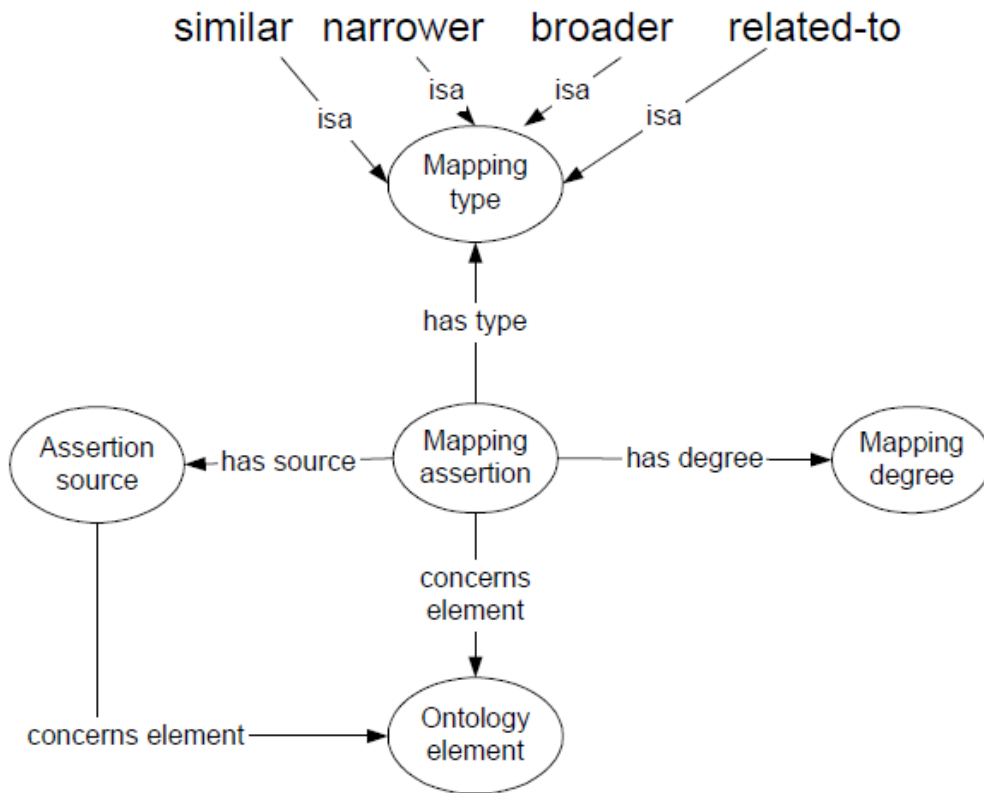 similar narrower broader related-to
isa isa isa isa
Mapping
type
has type
Assertion
source
has source
Mapping
assertion
has degree
Mapping
degree
concerns
element
concerns element
Ontology
element